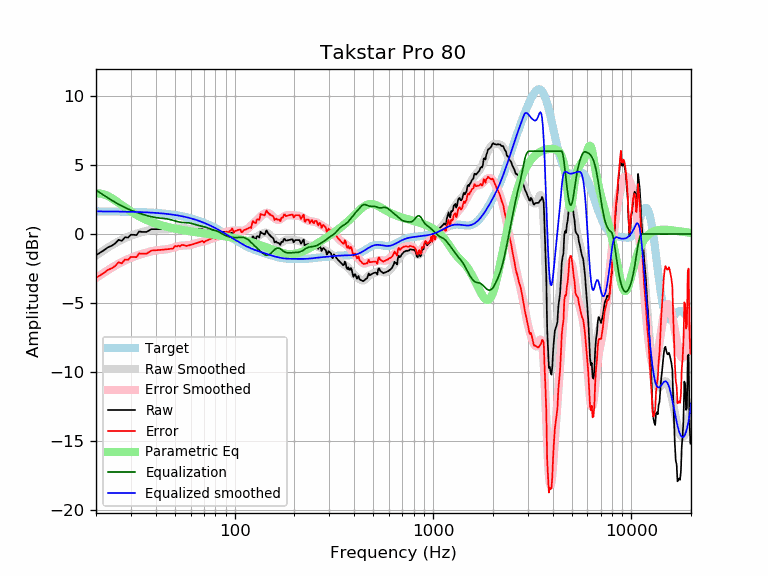 Takstar Pro 80
Amplitude (dBr)
10
5
0
−5
−10
−15
−20
Target
Raw Smoothed
Error Smoothed
Raw
Error
Parametric Eq
Equalization
Equalized smoothed
100
1000
10000
Frequency (Hz)